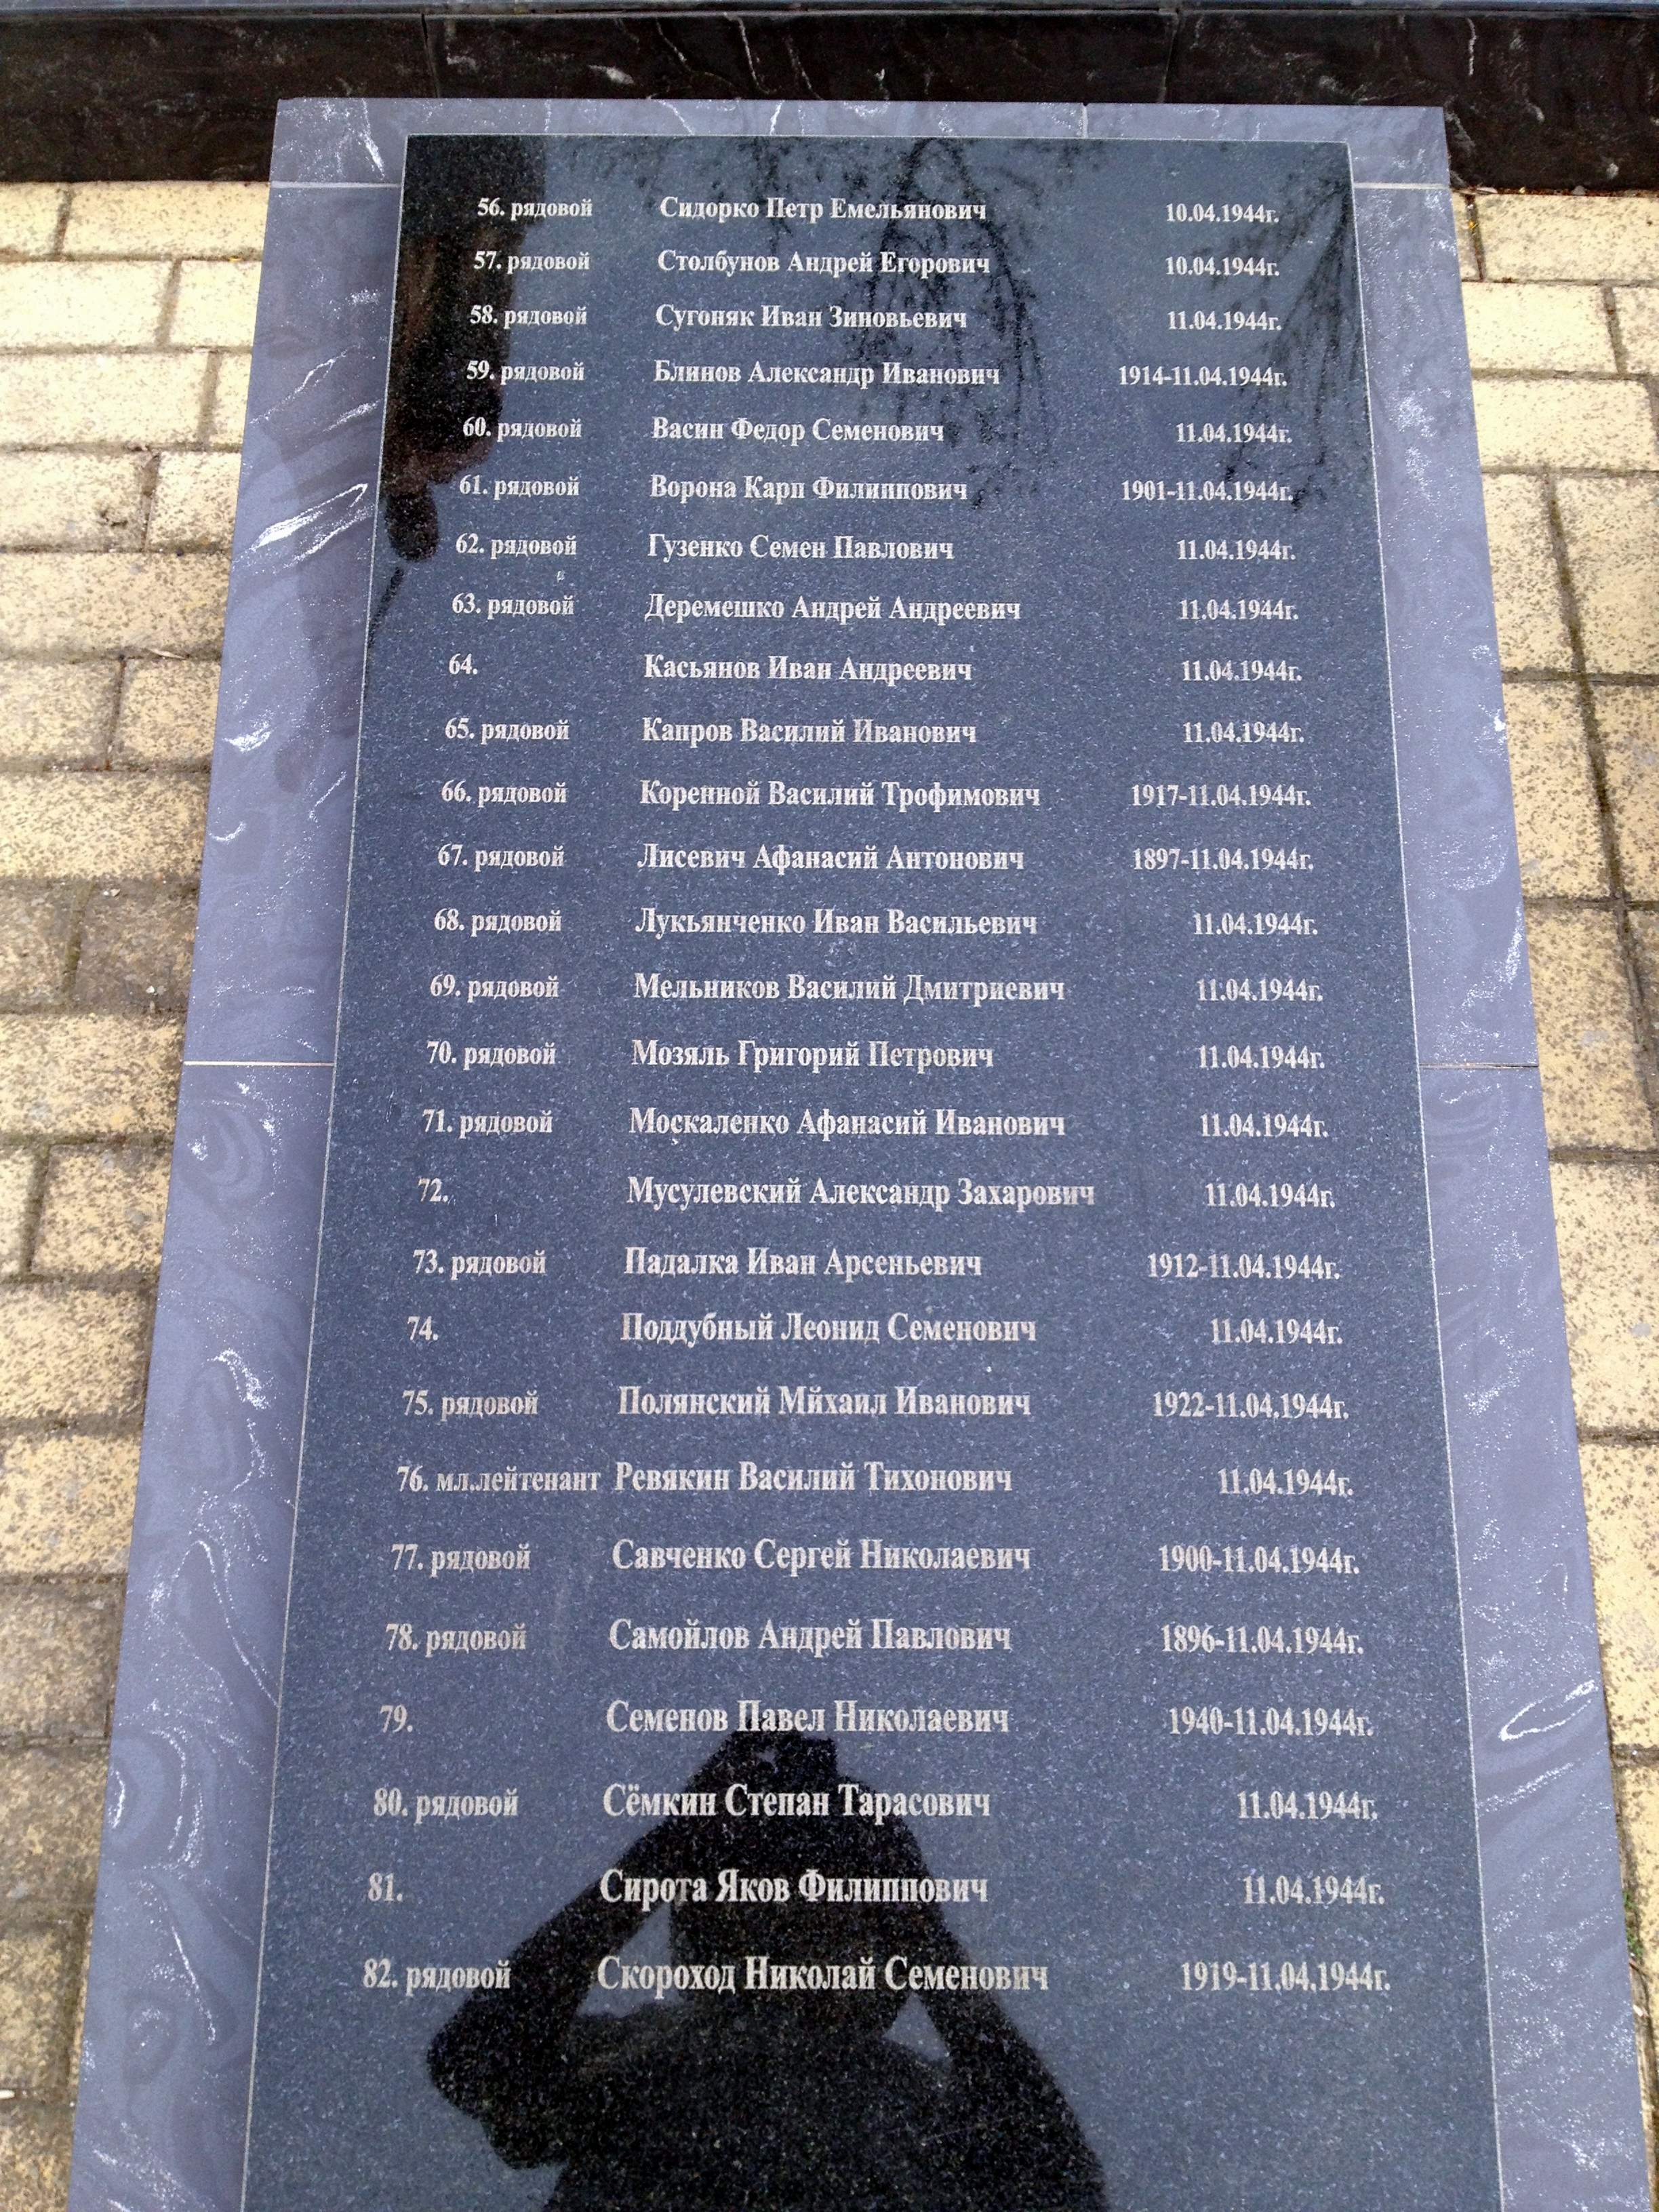 56. рядовой Сидорко Петр Емельянович 10.04.1944г.
57. рядовой Столбунов Андрей Егорович 10.04.1944г.
58. рядовой Сугоняк Иван Зиновьевич 11.04.1944г.
59. рядовой Блинов Александр Иванович 1914-11.04.1944г.
60. рядовой Васин Федор Семенович 11.04.1944г.
61. рядовой Ворона Карп Филиппович 1901-11.04.1944г.
62. рядовой Гузенко Семен Павлович 11.04.1944г.
63. рядовой Деремешко Андрей Андреевич 11.04.1944г.
64. Касьянов Иван Андреевич 11.04.1944г.
65. рядовой Капров Василий Иванович 11.04.1944г.
66. рядовой Коренной Василий Трофимович 1917-11.04.1944г.
67. рядовой Лисевич Афанасий Антонович 1897-11.04.1944г.
68. рядовой Лукьянченко Иван Васильевич 11.04.1944г.
69. рядовой Мельников Василий Дмитриевич 11.04.1944г.
70. рядовой Мозяль Григорий Петрович 11.04.1944г.
71. рядовой Москаленко Афанасий Иванович 11.04.1944г.
72. Мусулевский Александр Захарович 11.04.1944г.
73. рядовой Падалка Иван Арсеньевич 1912-11.04.1944г.
74. Поддубный Леонид Семенович 11.04.1944г.
75. рядовой Полянский Мйхаил Иванович 1922-11.04.1944г.
76. мл.лейтенант Ревякин Василий Тихонович 11.04.1944г.
77. рядовой Савченко Сергей Николаевич 1900-11.04.1944г.
78. рядовой Самойлов Андрей Павлович 1896-11.04.1944г.
79. Семенов Павел Николаевич 1940-11.04.1944г.
80. рядовой Сёмкин Степан Тарасович 11.04.1944г.
81. Сирота Яков Филиппович 11.04.1944г.
82. рядовой Скороход Николай Семенович 1919-11.04.1944г.